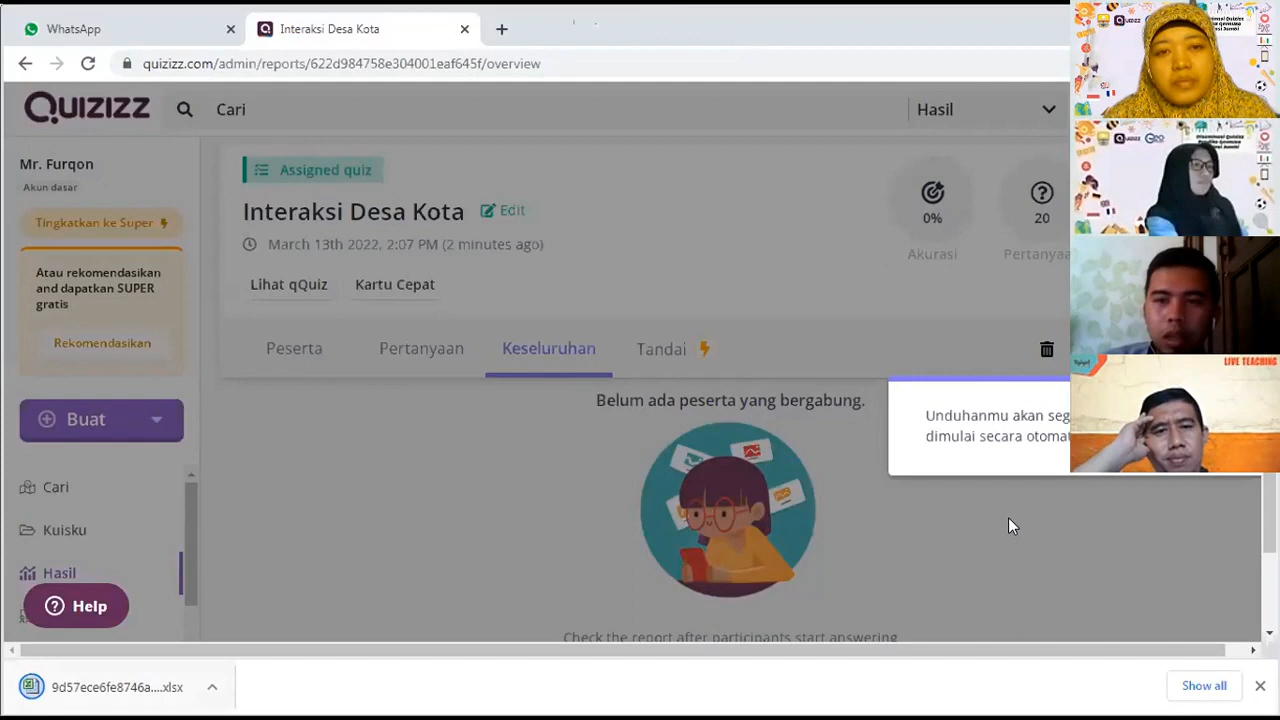 WhatsApp
Interaksi Desa Kota
quizizz.com/admin/reports/622d984758e304001eaf645f/overview
QUIZIZZ
Cari
Hasil
Mr. Furqon
Akun dasar
Tingkatkan ke Super
Atau rekomendasikan
and dapatkan SUPER
gratis
Rekomendasikan
Buat
Cari
Kuisku
Hasil
Help
Assigned quiz
Interaksi Desa Kota
Edit
March 13th 2022, 2:07 PM (2 minutes ago)
Lihat qQuiz
Kartu Cepat
0%
Akurasi
20
Pertanyaa
Peserta
Pertanyaan
Keseluruhan
Tandai
Belum ada peserta yang bergabung.
Unduhanmu akan seg
dimulai secara otomat
Check the report after participants start answering
LIVE TEACHING
9d57ece6fe8746a....xlsx
Show all